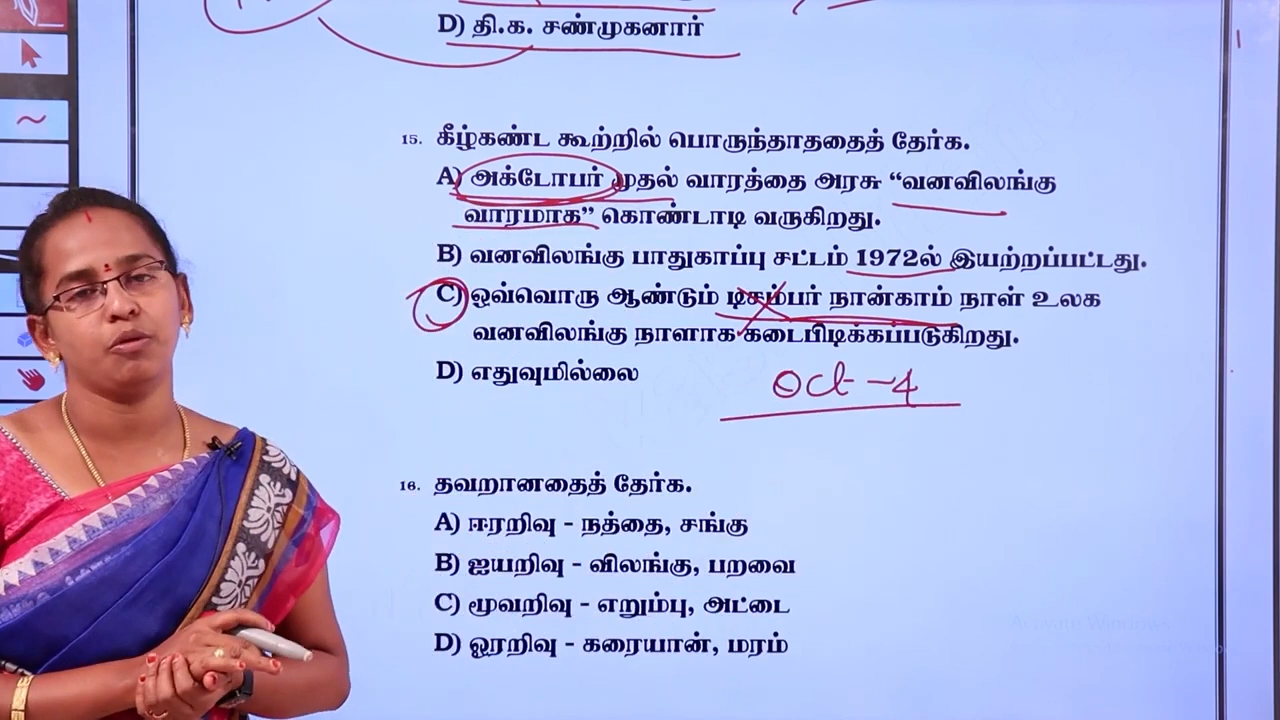 D) தி.க. சண்முகனார்
15. கீழ்கண்ட கூற்றில் பொருந்தாததைத் தேர்க.
A) அக்டோபர் முதல் வாரத்தை அரசு “வனவிலங்கு
வாரமாக” கொண்டாடி வருகிறது.
B) வனவிலங்கு பாதுகாப்பு சட்டம் 1972ல் இயற்றப்பட்டது.
C) ஒவ்வொரு ஆண்டும் டிசம்பர் நான்காம் நாள் உலக
வனவிலங்கு நாளாக கடைபிடிக்கப்படுகிறது.
D) எதுவுமில்லை
Oct - 4
16. தவறானதைத் தேர்க.
A) ஈரறிவு - நத்தை, சங்கு
B) ஐயறிவு - விலங்கு, பறவை
C) மூவறிவு - எறும்பு, அட்டை
D) ஓரறிவு - கரையான், மரம்
Activate Windows